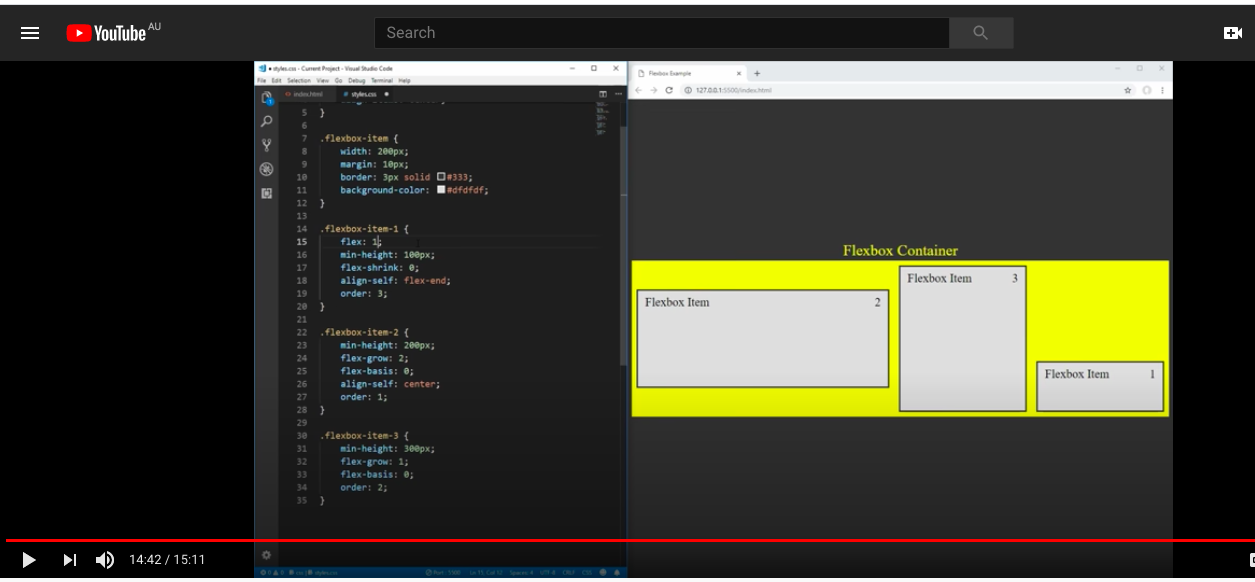 YouTube AU
Search
styles.css - Current Project - Visual Studio Code
File Edit Selection View Go Debug Terminal Help
index.html
styles.css
5 }
6
7 .flexbox-item {
8 width: 200px;
9 margin: 10px;
10 border: 3px solid #333;
11 background-color: #dfdfdf;
12 }
13
14 .flexbox-item-1 {
15 flex: 1;
16 min-height: 100px;
17 flex-shrink: 0;
18 align-self: flex-end;
19 order: 3;
20 }
21
22 .flexbox-item-2 {
23 min-height: 200px;
24 flex-grow: 2;
25 flex-basis: 0;
26 align-self: center;
27 order: 1;
28 }
29
30 .flexbox-item-3 {
31 min-height: 300px;
32 flex-grow: 1;
33 flex-basis: 0;
34 order: 2;
35 }
Flexbox Example
127.0.0.1:5500/index.html
Flexbox Container
Flexbox Item 2
Flexbox Item 3
Flexbox Item 1
14:42 / 15:11